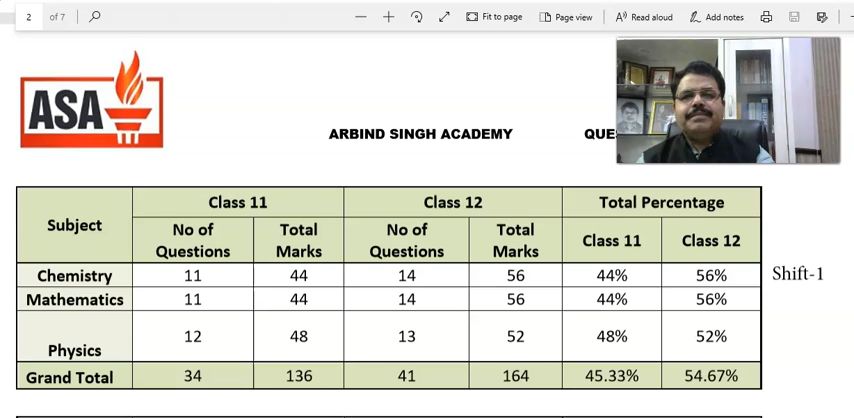 2 of 7 Fit to page Page view Read aloud Add notes
ASA
ARBIND SINGH ACADEMY QUE
Subject Class 11 Class 12 Total Percentage
No of Questions Total Marks No of Questions Total Marks Class 11 Class 12
Chemistry 11 44 14 56 44% 56%
Shift-1
Mathematics 11 44 14 56 44% 56%
Physics 12 48 13 52 48% 52%
Grand Total 34 136 41 164 45.33% 54.67%